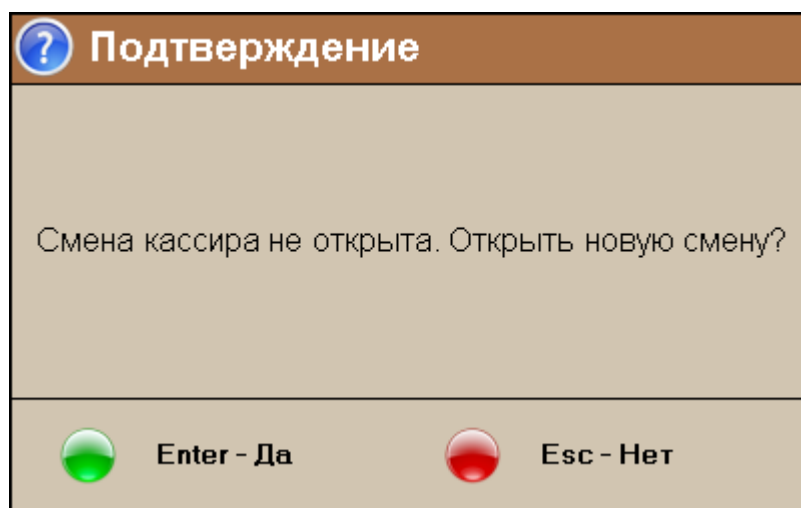 Подтверждение
Смена кассира не открыта. Открыть новую смену?
Enter - Да
Esc - Нет